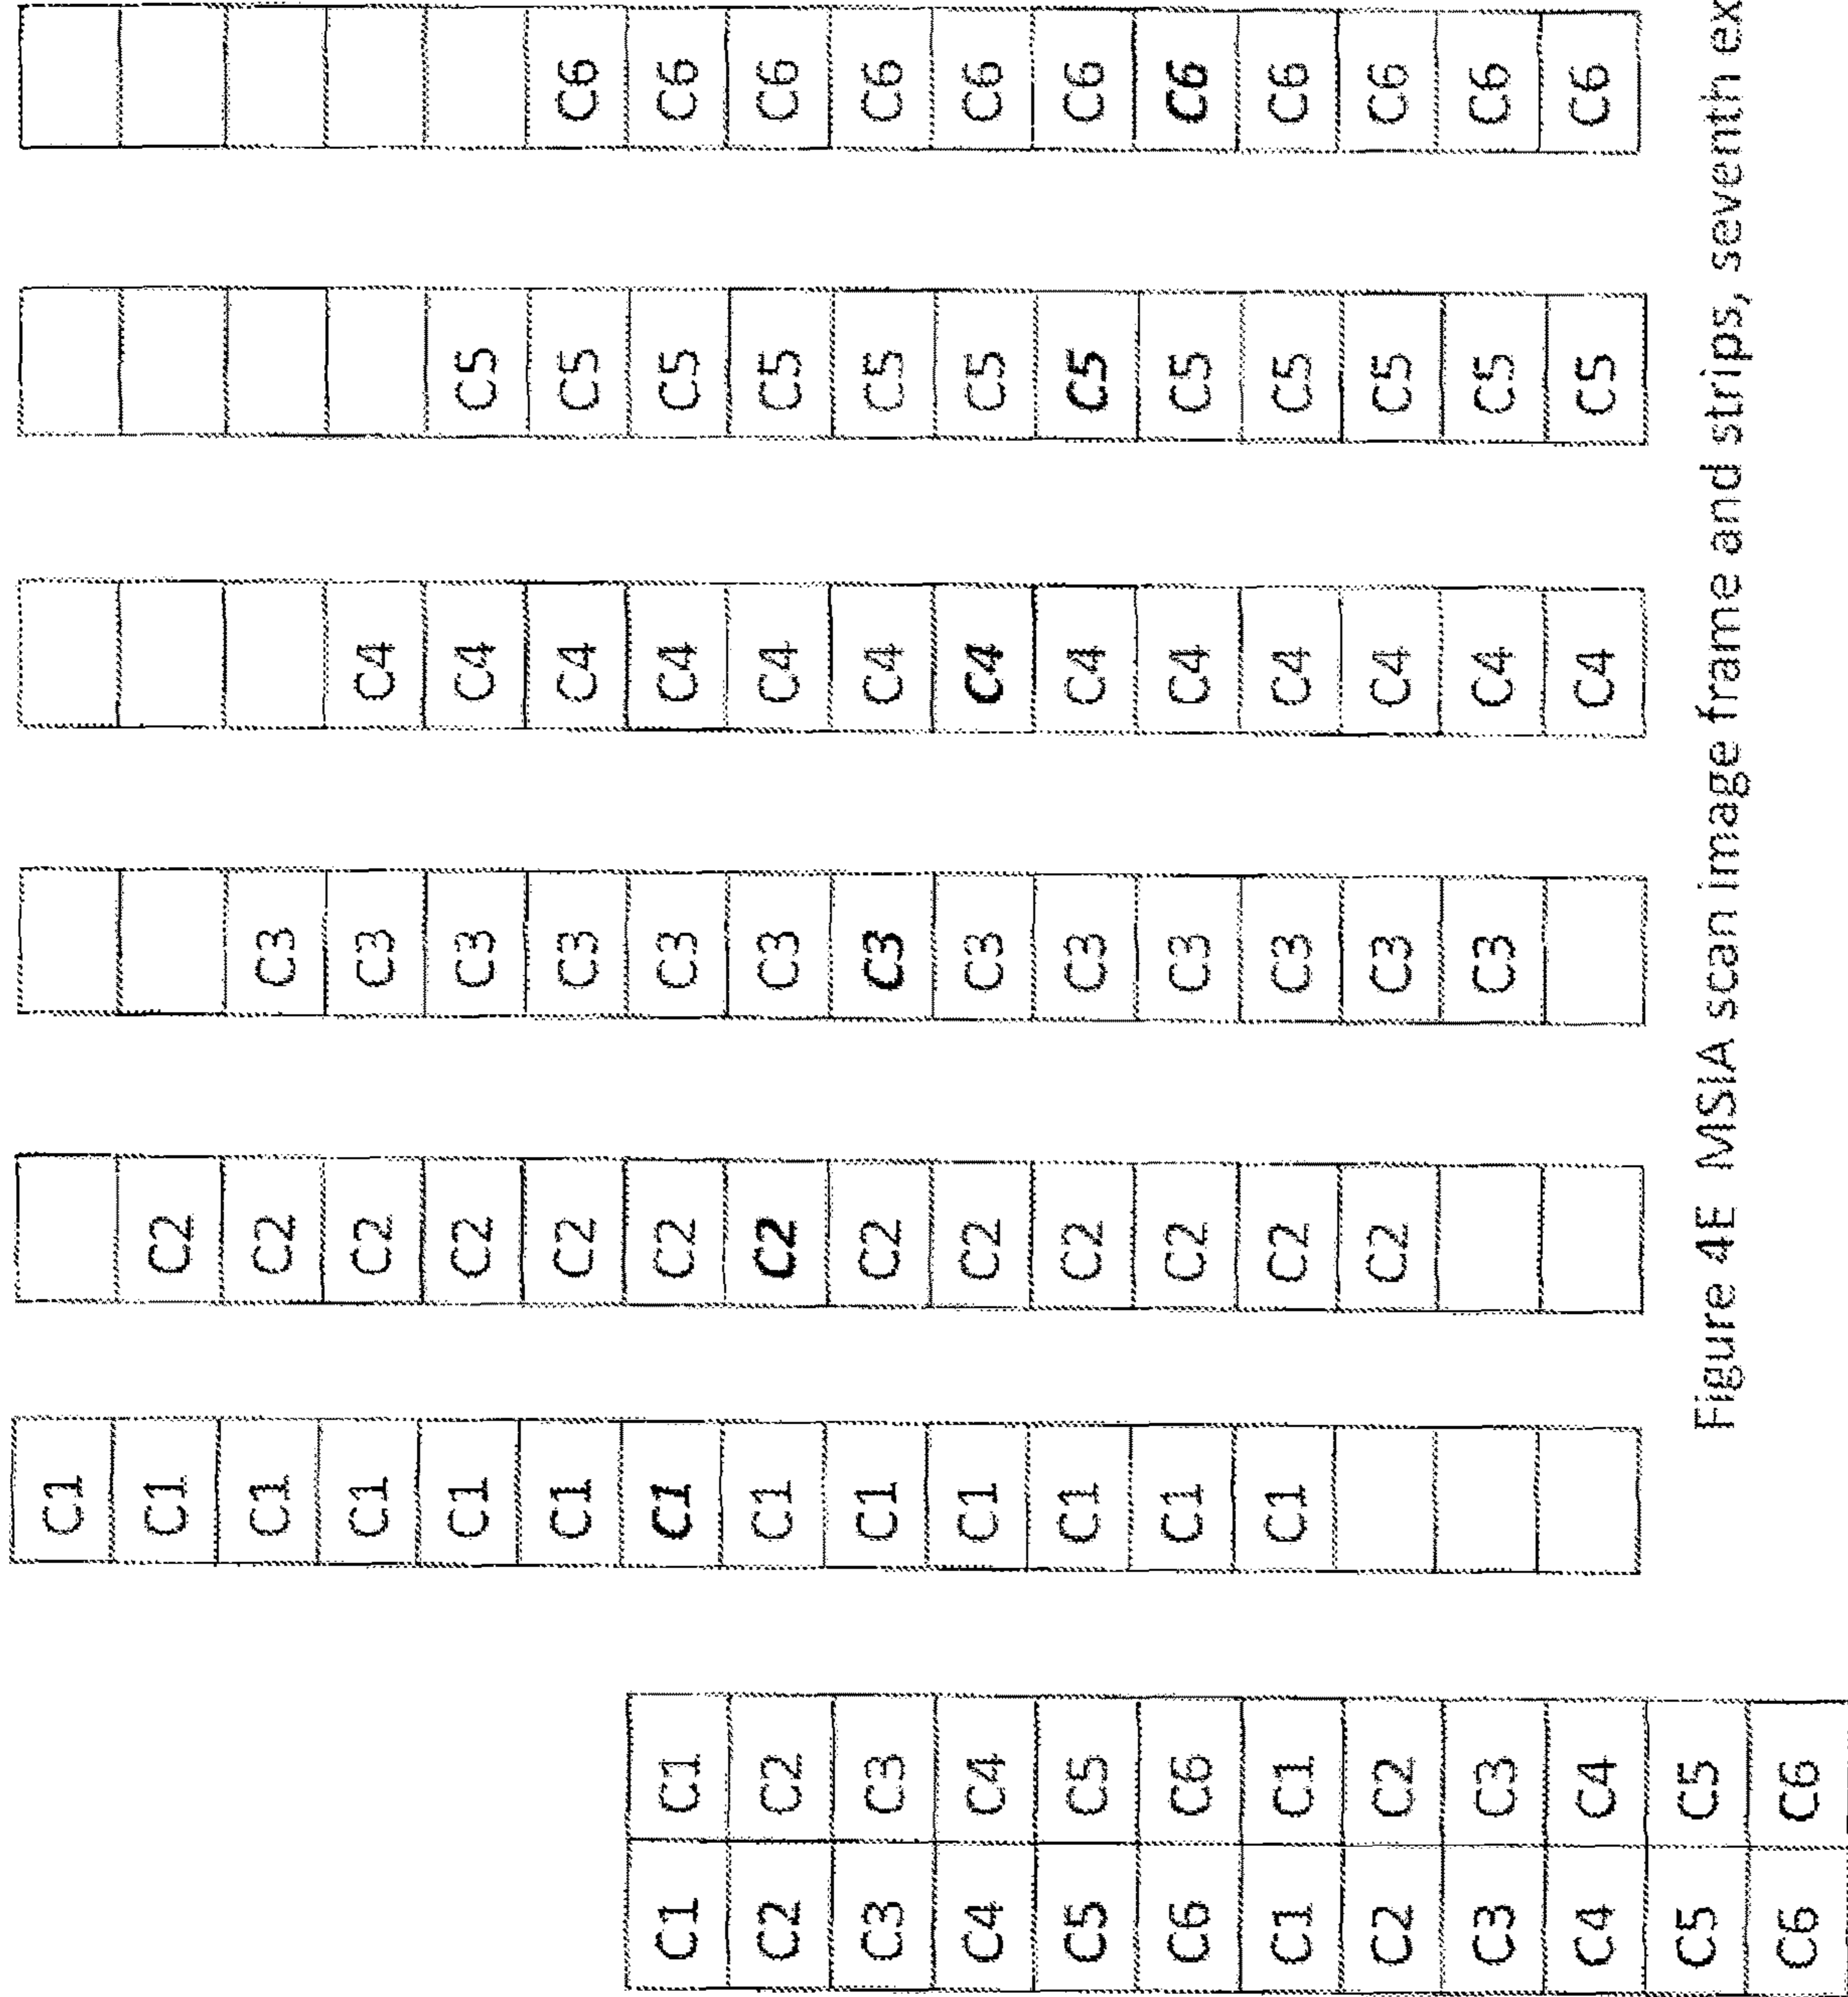 C1
C1 C2
C1 C2 C3
C1 C2 C3 C4
C1 C2 C3 C4 C5
C1 C2 C3 C4 C5 C6
C1 C1 C1 C2 C3 C4 C5 C6
C2 C2 C1 C2 C3 C4 C5 C6
C3 C3 C1 C2 C3 C4 C5 C6
C4 C4 C1 C2 C3 C4 C5 C6
C5 C5 C1 C2 C3 C4 C5 C6
C6 C6 C1 C2 C3 C4 C5 C6
C1 C1 C1 C2 C3 C4 C5 C6
C2 C2 C2 C3 C4 C5 C6
C3 C3 C3 C4 C5 C6
C4 C4 C4 C5 C6
C5 C5
C6 C6
Figure 4E MSIA scan image frame and strips, seventh ex